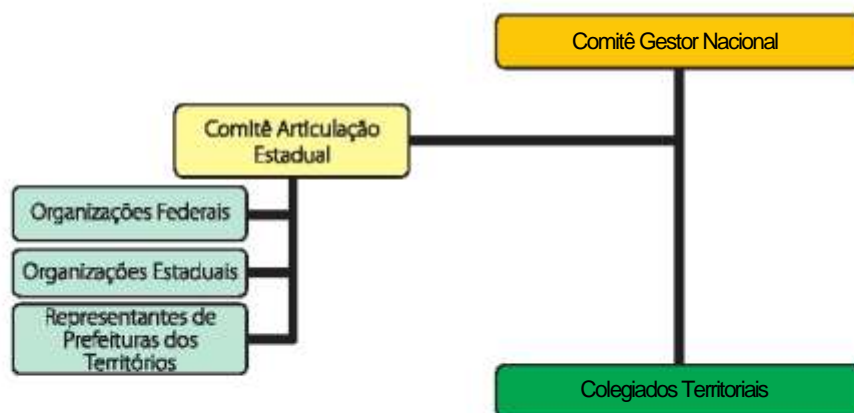 Comitê Gestor Nacional
Comitê Articulação
Estadual
Organizações Federais
Organizações Estaduais
Representantes de
Prefeituras dos
Territórios
Colegiados Territoriais